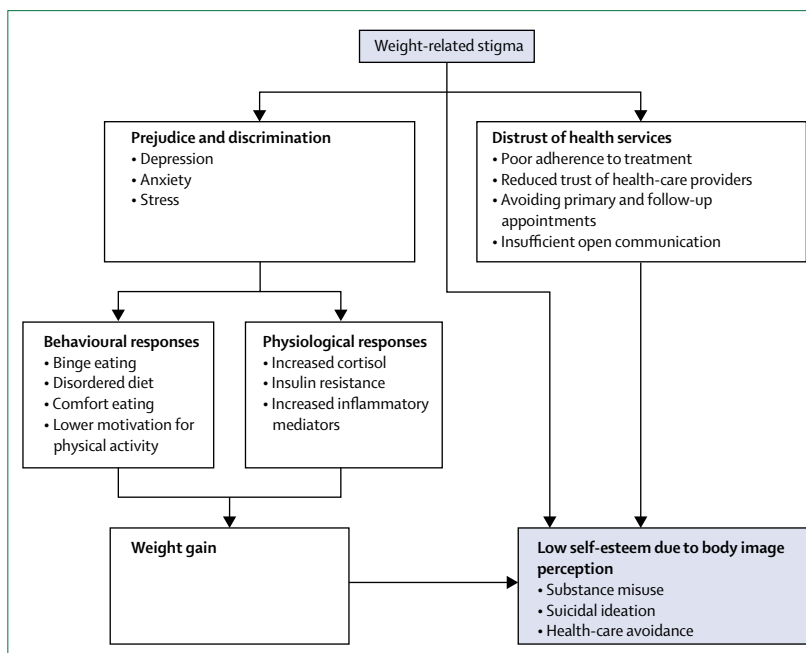 Weight-related stigma
Prejudice and discrimination
• Depression
• Anxiety
• Stress
Distrust of health services
• Poor adherence to treatment
• Reduced trust of health-care providers
• Avoiding primary and follow-up
appointments
• Insufficient open communication
Behavioural responses
• Binge eating
• Disordered diet
• Comfort eating
• Lower motivation for
physical activity
Physiological responses
• Increased cortisol
• Insulin resistance
• Increased inflammatory
mediators
Weight gain
Low self-esteem due to body image
perception
• Substance misuse
• Suicidal ideation
• Health-care avoidance